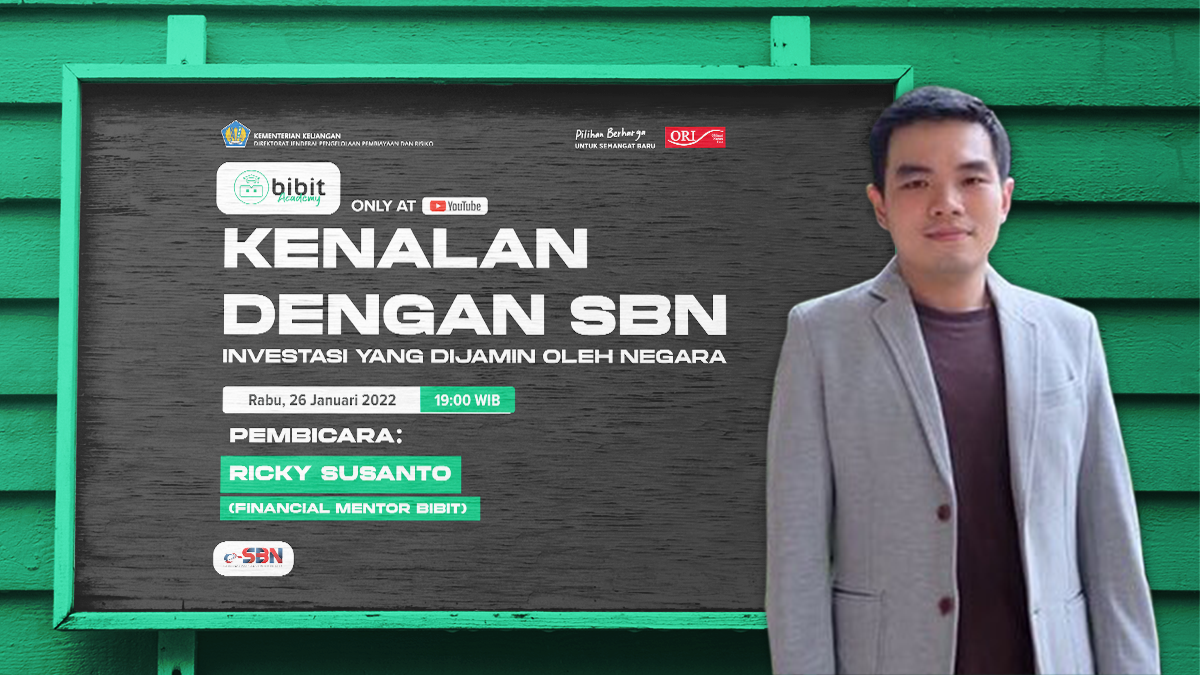 KEMENTERIAN KEUANGAN
DIREKTORAT JENDERAL PENGELOLAAN PEMBIAYAAN DAN RISIKO
Pilihan Berharga
UNTUK SEMANGAT BARU
ORI
bibit
Academy
ONLY AT YouTube
KENALAN
DENGAN SBN
INVESTASI YANG DIJAMIN OLEH NEGARA
Rabu, 26 Januari 2022 19:00 WIB
PEMBICARA:
RICKY SUSANTO
(FINANCIAL MENTOR BIBIT)
e-SBN